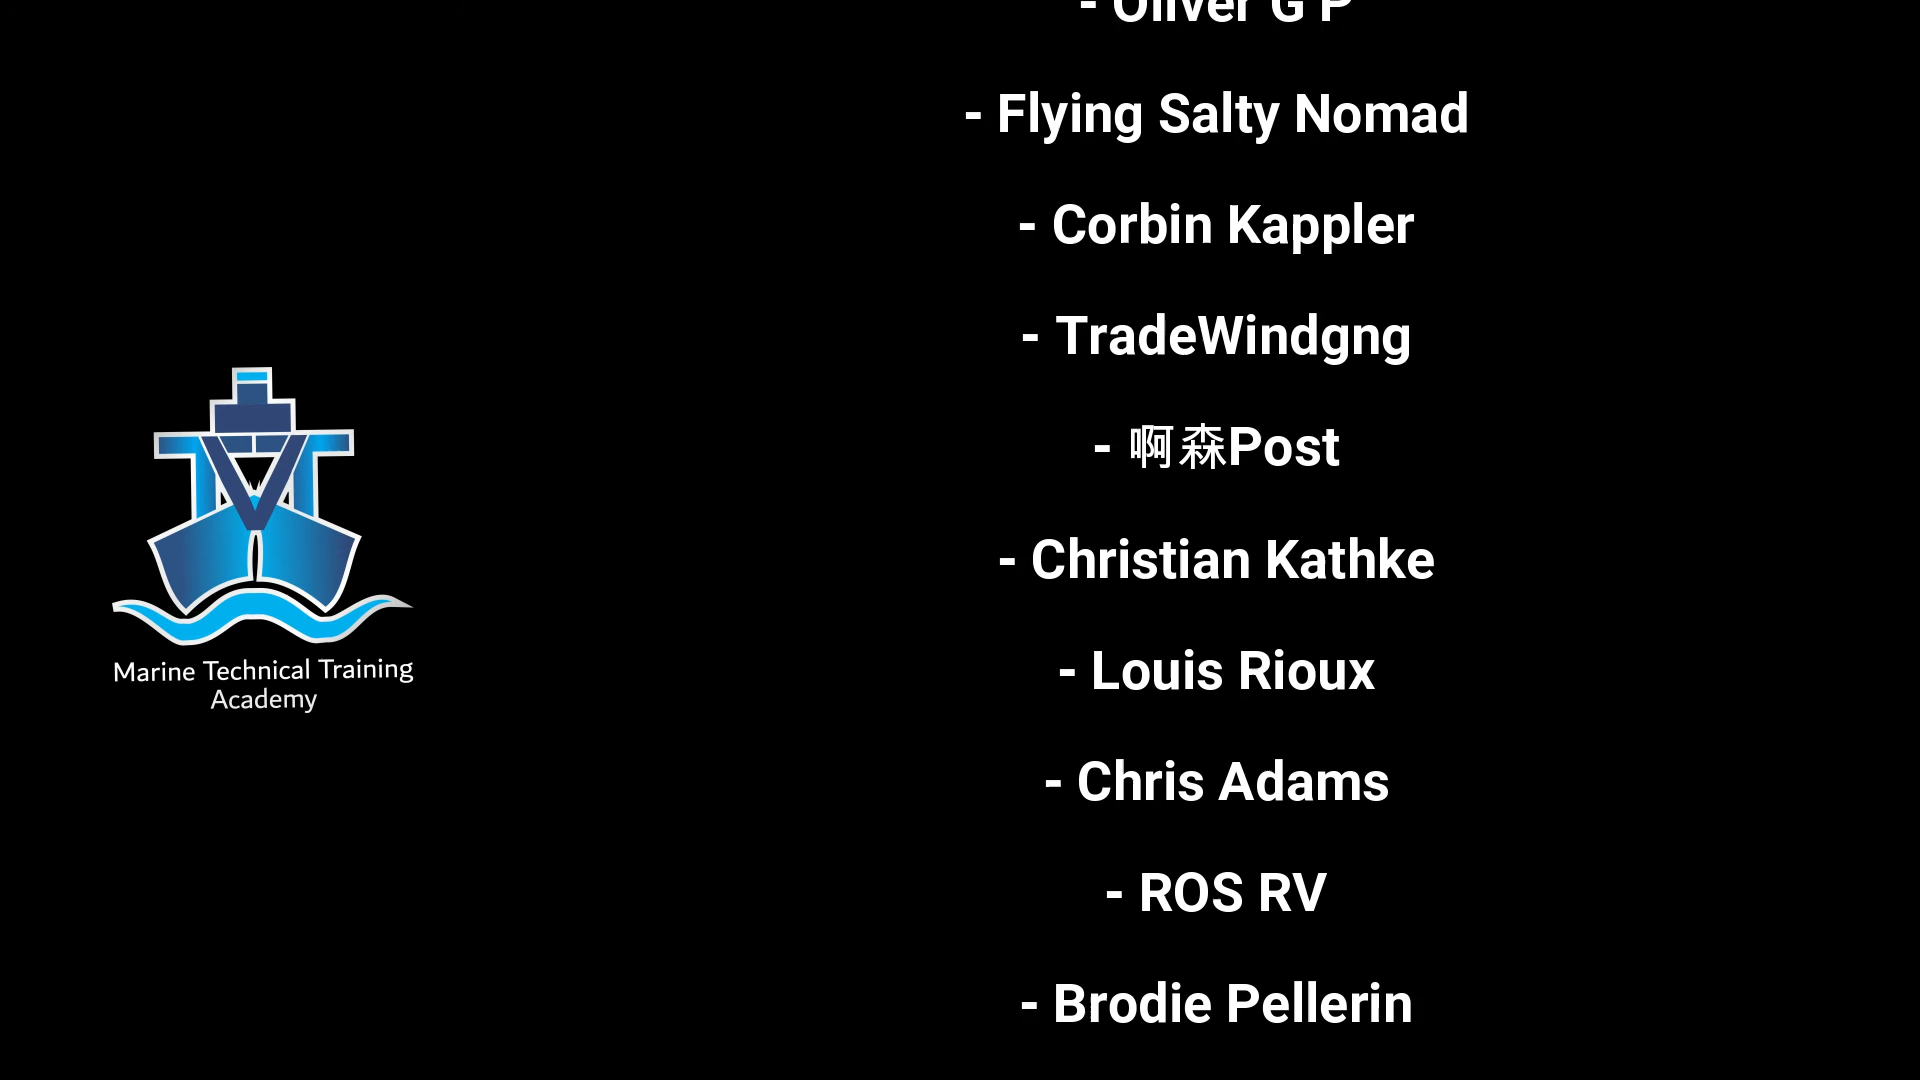 - Oliver G P
- Flying Salty Nomad
- Corbin Kappler
- TradeWindgng
- 啊森Post
- Christian Kathke
- Louis Rioux
- Chris Adams
- ROS RV
- Brodie Pellerin
Marine Technical Training
Academy